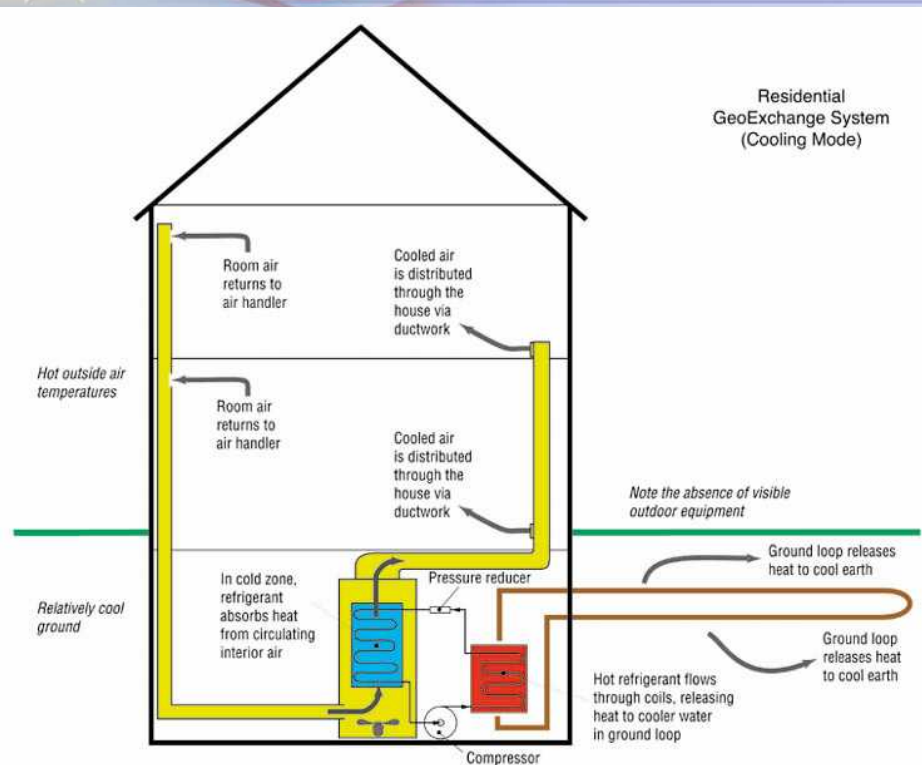 Residential
GeoExchange System
(Cooling Mode)
Room air
returns to
air handler
Cooled air
is distributed
through the
house via
ductwork
Hot outside air
temperatures
Room air
returns to
air handler
Cooled air
is distributed
through the
house via
ductwork
Note the absence of visible
outdoor equipment
Relatively cool
ground
In cold zone,
refrigerant
absorbs heat
from circulating
interior air
Pressure reducer
Ground loop releases
heat to cool earth
Ground loop
releases heat
to cool earth
Hot refrigerant flows
through coils, releasing
heat to cooler water
in ground loop
Compressor